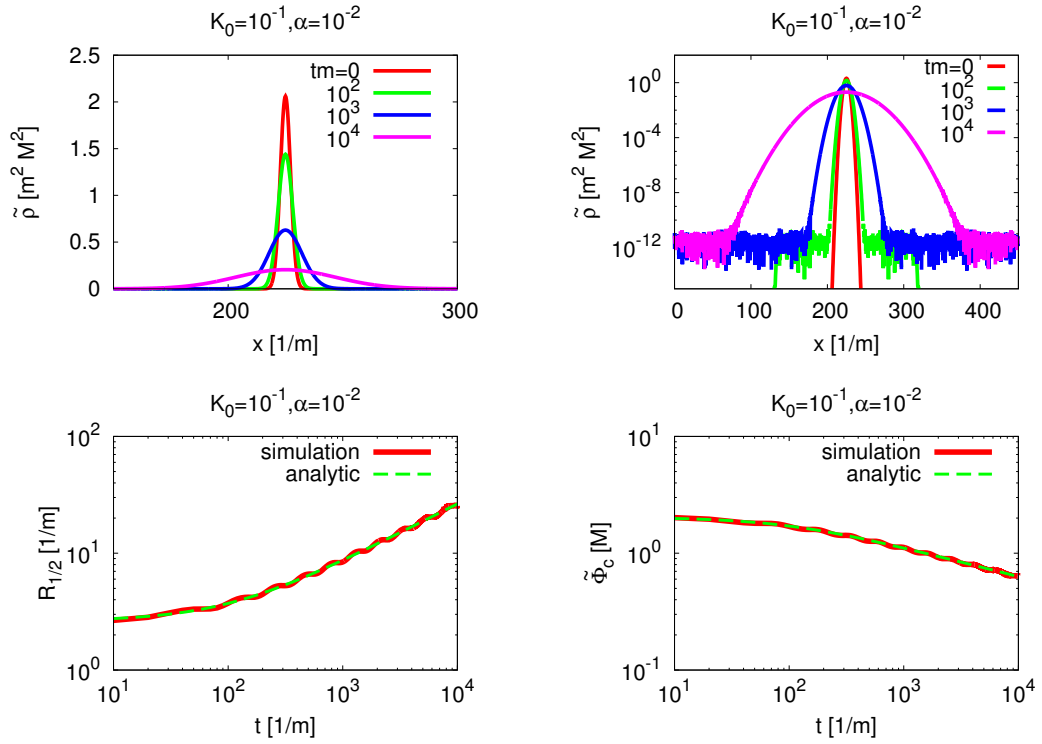 K₀=10⁻¹,α=10⁻²
tm=0
10²
10³
10⁴
ρ̃ [m² M²]
2.5
2
1.5
1
0.5
0
200
300
x [1/m]
K₀=10⁻¹,α=10⁻²
tm=0
10²
10³
10⁴
ρ̃ [m² M²]
10⁰
10⁻⁴
10⁻⁸
10⁻¹²
0 100 200 300 400
x [1/m]
K₀=10⁻¹,α=10⁻²
simulation
analytic
R₁/₂ [1/m]
10²
10¹
10⁰
10¹ 10² 10³ 10⁴
t [1/m]
K₀=10⁻¹,α=10⁻²
simulation
analytic
Φ̃c [M]
10¹
10⁰
10⁻¹
10¹ 10² 10³ 10⁴
t [1/m]